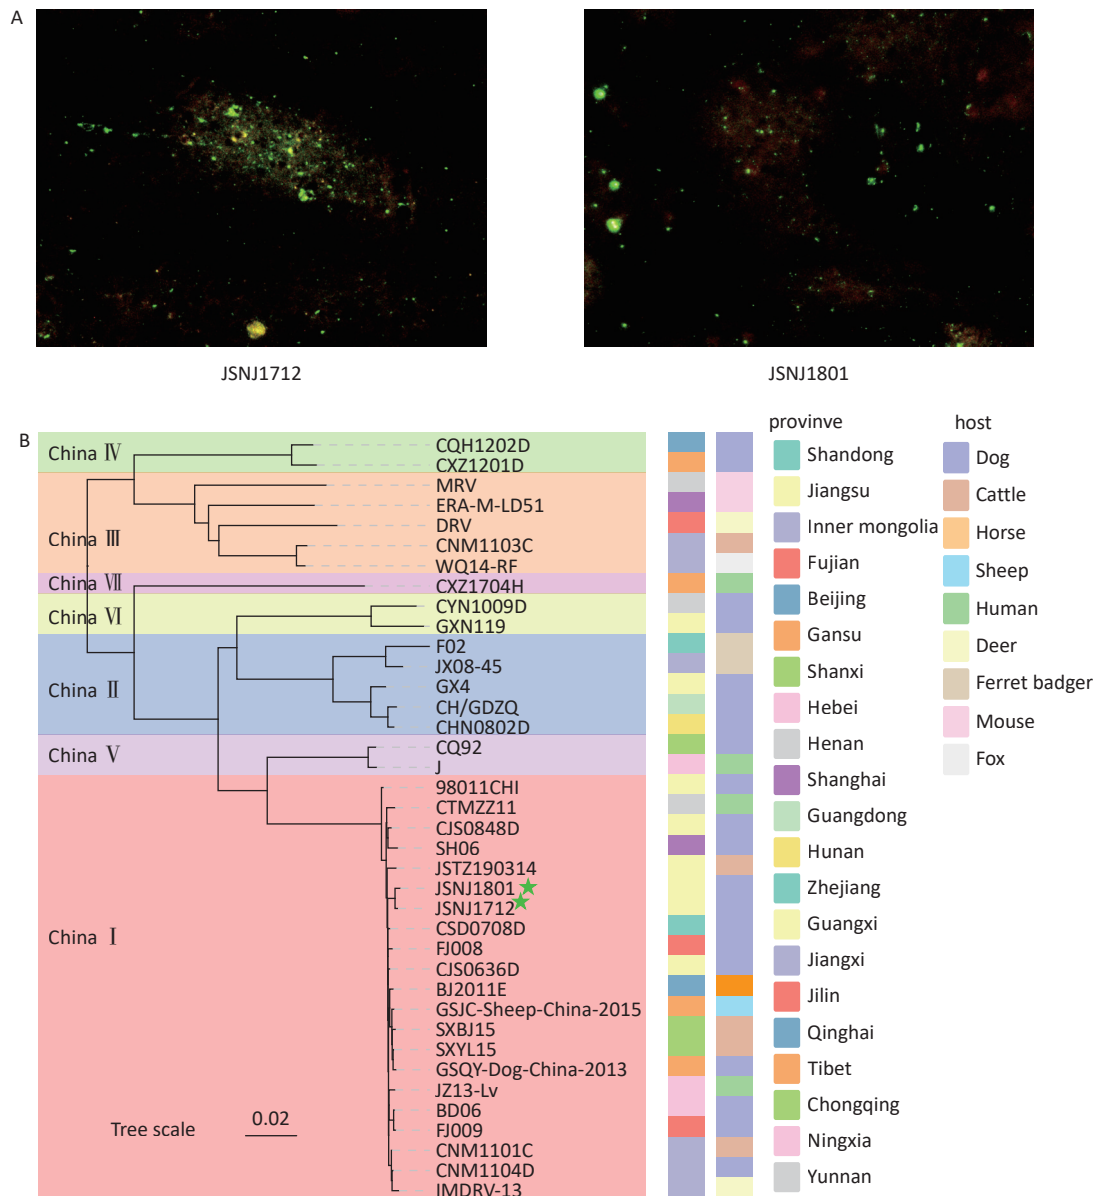 A
JSNJ1712
JSNJ1801
B
China Ⅳ
China Ⅲ
China Ⅶ
China Ⅵ
China Ⅱ
China Ⅴ
China Ⅰ
Tree scale
0.02
CQH1202D
CXZ1201D
MRV
ERA-M-LD51
DRV
CNM1103C
WQ14-RF
CXZ1704H
CYN1009D
GXN119
F02
JX08-45
GX4
CH/GDZQ
CHN0802D
CQ92
J
98011CHI
CTMZZ11
CJS0848D
SH06
JSTZ190314
JSNJ1801
JSNJ1712
CSD0708D
FJ008
CJS0636D
BJ2011E
GSJC-Sheep-China-2015
SXBJ15
SXYL15
GSQY-Dog-China-2013
JZ13-Lv
BD06
FJ009
CNM1101C
CNM1104D
IMDRV-13
provinve
Shandong
Jiangsu
Inner mongolia
Fujian
Beijing
Gansu
Shanxi
Hebei
Henan
Shanghai
Guangdong
Hunan
Zhejiang
Guangxi
Jiangxi
Jilin
Qinghai
Tibet
Chongqing
Ningxia
Yunnan
host
Dog
Cattle
Horse
Sheep
Human
Deer
Ferret badger
Mouse
Fox